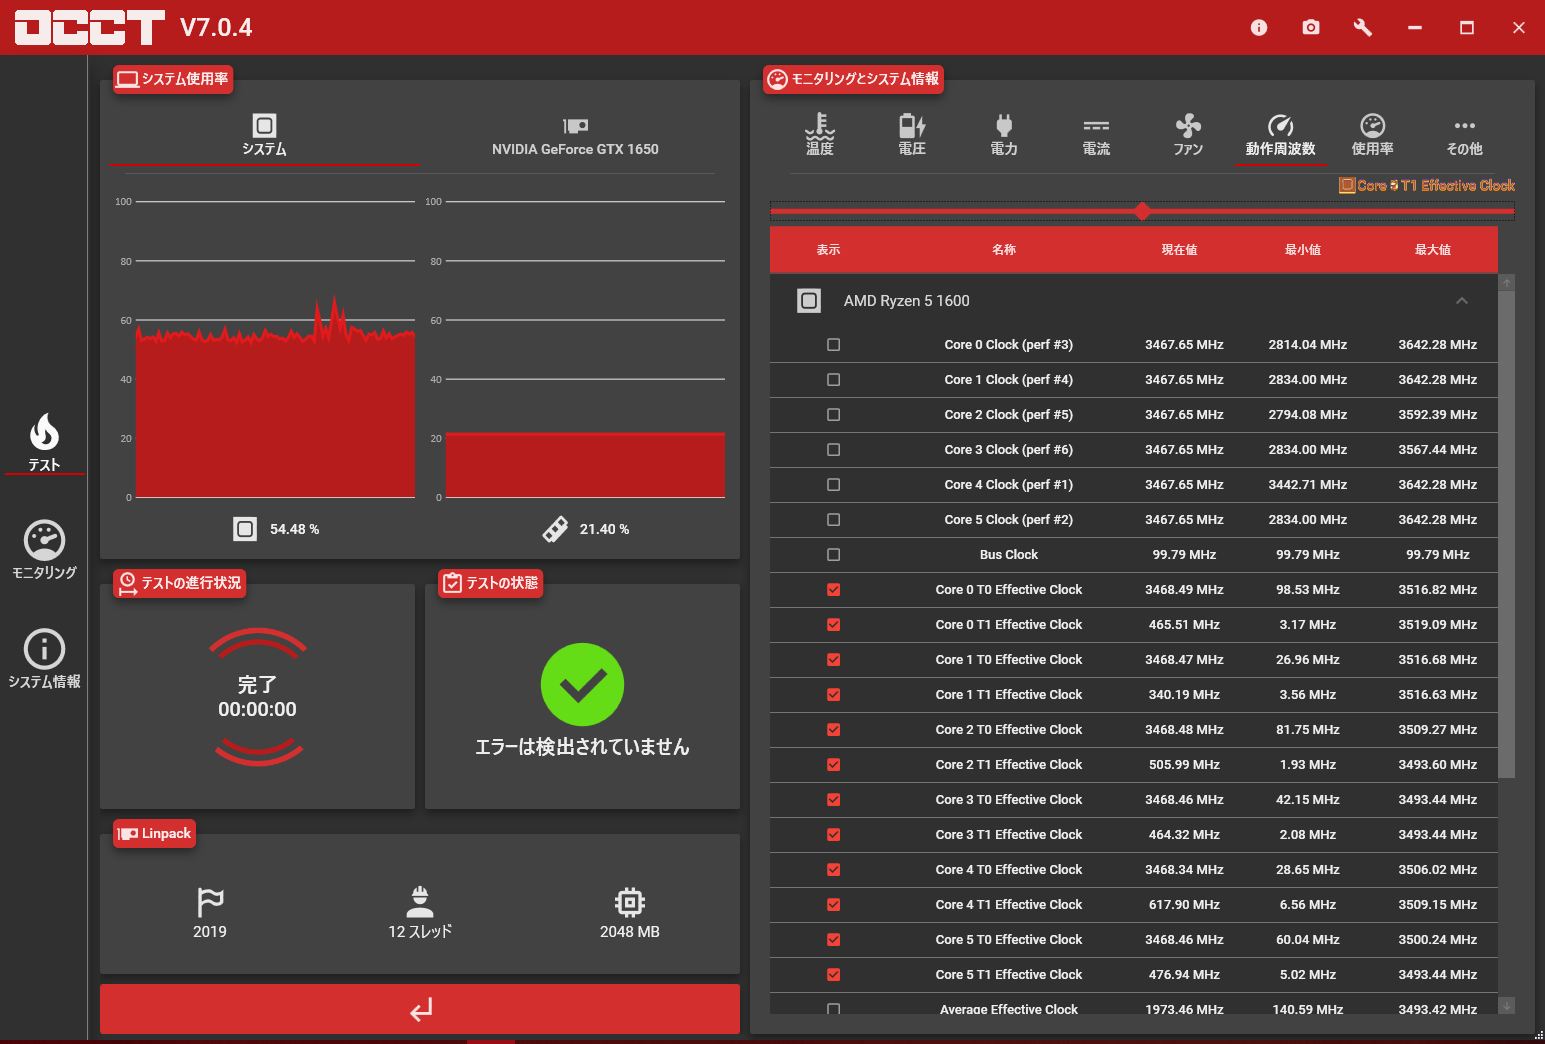 OCCT V7.0.4
システム使用率
システム
NVIDIA GeForce GTX 1650
100
80
60
40
20
0
100
80
60
40
20
0
54.48 %
21.40 %
テスト
モニタリング
システム情報
テストの進行状況
完了
00:00:00
テストの状態
エラーは検出されていません
Linpack
2019
12 スレッド
2048 MB
モニタリングとシステム情報
温度 電圧 電力 電流 ファン 動作周波数 使用率 その他
T1 Effective Clock
表示 名称 現在値 最小値 最大値
AMD Ryzen 5 1600
Core 0 Clock (perf #3) 3467.65 MHz 2814.04 MHz 3642.28 MHz
Core 1 Clock (perf #4) 3467.65 MHz 2834.00 MHz 3642.28 MHz
Core 2 Clock (perf #5) 3467.65 MHz 2794.08 MHz 3592.39 MHz
Core 3 Clock (perf #6) 3467.65 MHz 2834.00 MHz 3567.44 MHz
Core 4 Clock (perf #1) 3467.65 MHz 3442.71 MHz 3642.28 MHz
Core 5 Clock (perf #2) 3467.65 MHz 2834.00 MHz 3642.28 MHz
Bus Clock 99.79 MHz 99.79 MHz 99.79 MHz
Core 0 T0 Effective Clock 3468.49 MHz 98.53 MHz 3516.82 MHz
Core 0 T1 Effective Clock 465.51 MHz 3.17 MHz 3519.09 MHz
Core 1 T0 Effective Clock 3468.47 MHz 26.96 MHz 3516.68 MHz
Core 1 T1 Effective Clock 340.19 MHz 3.56 MHz 3516.63 MHz
Core 2 T0 Effective Clock 3468.48 MHz 81.75 MHz 3509.27 MHz
Core 2 T1 Effective Clock 505.99 MHz 1.93 MHz 3493.60 MHz
Core 3 T0 Effective Clock 3468.46 MHz 42.15 MHz 3493.44 MHz
Core 3 T1 Effective Clock 464.32 MHz 2.08 MHz 3493.44 MHz
Core 4 T0 Effective Clock 3468.34 MHz 28.65 MHz 3506.02 MHz
Core 4 T1 Effective Clock 617.90 MHz 6.56 MHz 3509.15 MHz
Core 5 T0 Effective Clock 3468.46 MHz 60.04 MHz 3500.24 MHz
Core 5 T1 Effective Clock 476.94 MHz 5.02 MHz 3493.44 MHz
Average Effective Clock 1973.46 MHz 140.59 MHz 3493.42 MHz